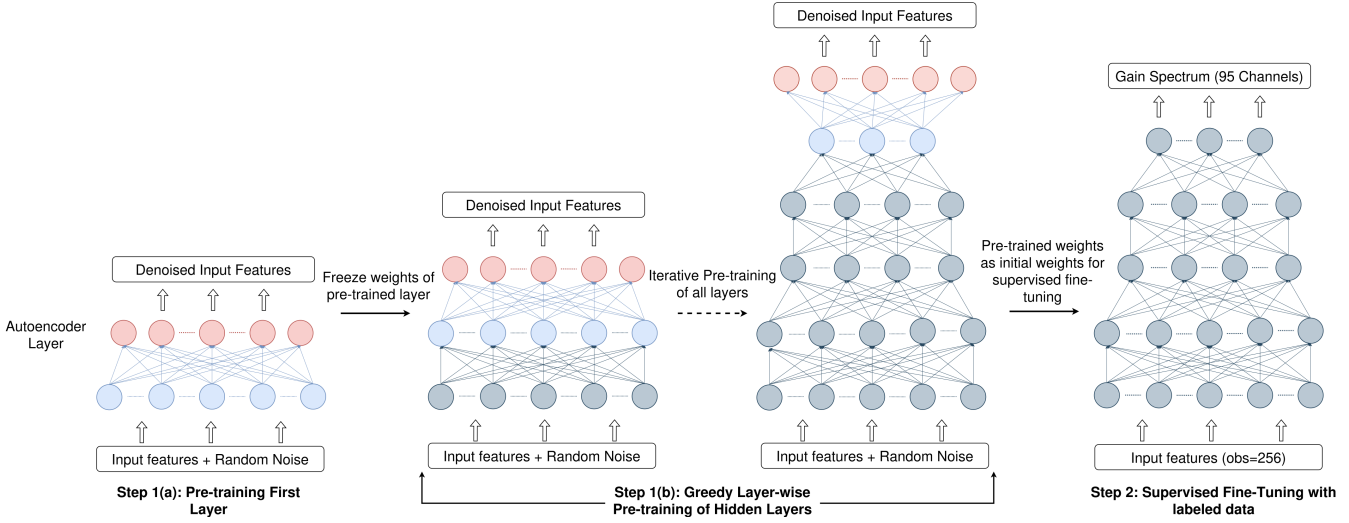 Denoised Input Features
Autoencoder
Layer
Input features + Random Noise
Step 1(a): Pre-training First
Layer
Freeze weights of
pre-trained layer
Denoised Input Features
Input features + Random Noise
Iterative Pre-training
of all layers
Denoised Input Features
Input features + Random Noise
Step 1(b): Greedy Layer-wise
Pre-training of Hidden Layers
Pre-trained weights
as initial weights for
supervised fine-
tuning
Gain Spectrum (95 Channels)
Input features (obs=256)
Step 2: Supervised Fine-Tuning with
labeled data